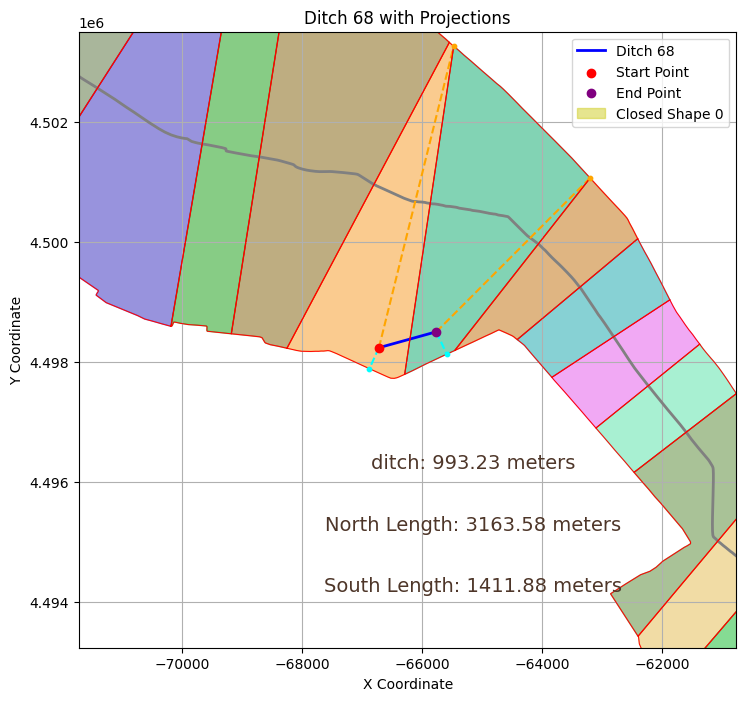 Ditch 68 with Projections
1e6
Ditch 68
Start Point
End Point
Closed Shape 0
4.502
4.500
4.498
4.496
4.494
Y Coordinate
ditch: 993.23 meters
North Length: 3163.58 meters
South Length: 1411.88 meters
−70000 −68000 −66000 −64000 −62000
X Coordinate